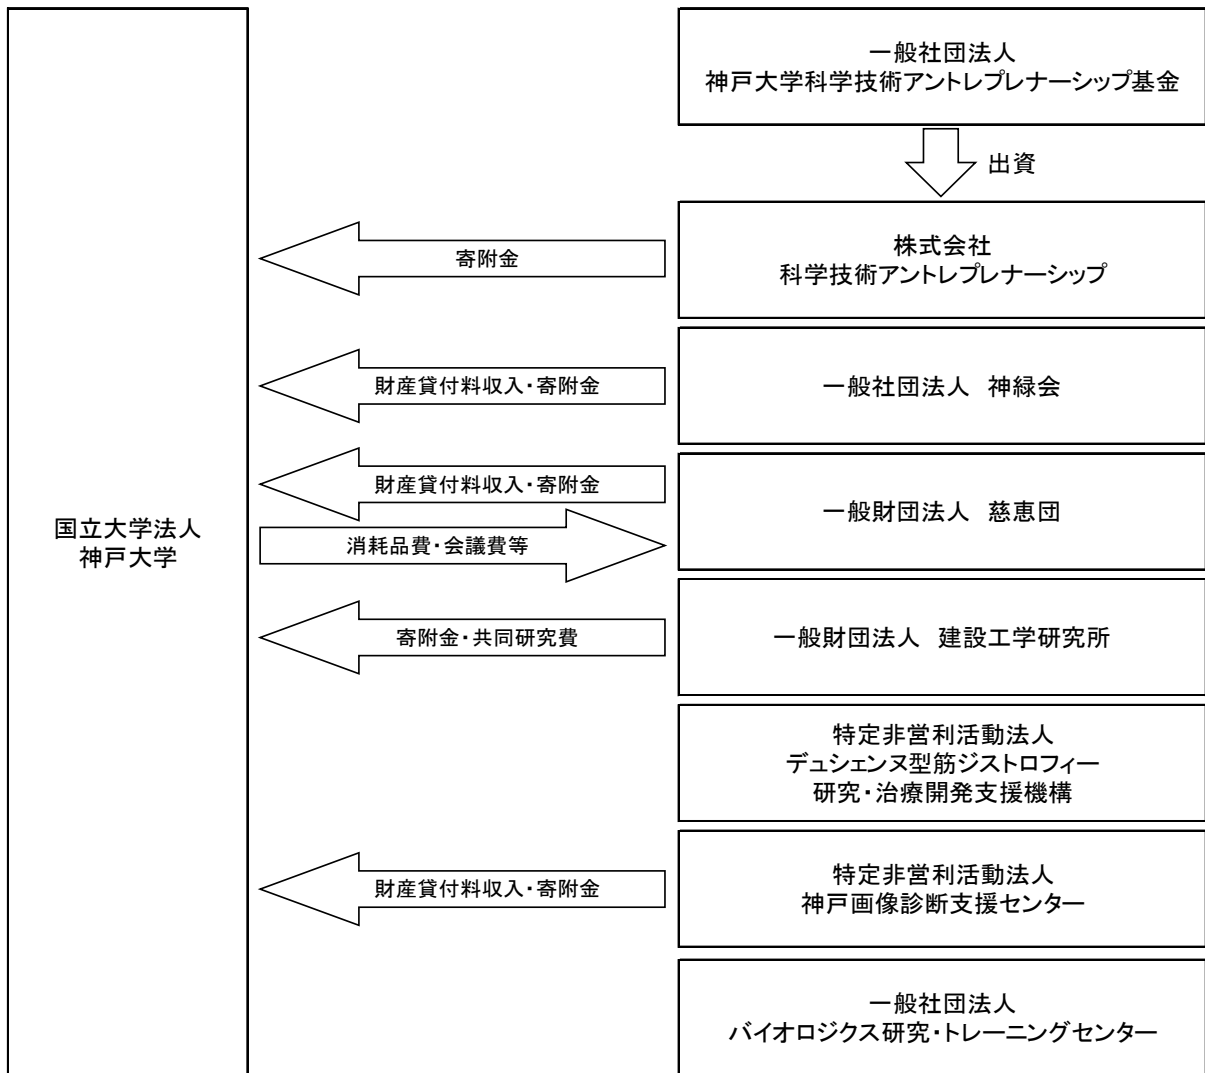 一般社団法人
神戸大学科学技術アントレプレナーシップ基金
出資
寄附金
株式会社
科学技術アントレプレナーシップ
財産貸付料収入・寄附金
一般社団法人　神緑会
財産貸付料収入・寄附金
一般財団法人　慈恵団
国立大学法人
神戸大学
消耗品費・会議費等
寄附金・共同研究費
一般財団法人　建設工学研究所
特定非営利活動法人
デュシェンヌ型筋ジストロフィー
研究・治療開発支援機構
財産貸付料収入・寄附金
特定非営利活動法人
神戸画像診断支援センター
一般社団法人
バイオロジクス研究・トレーニングセンター